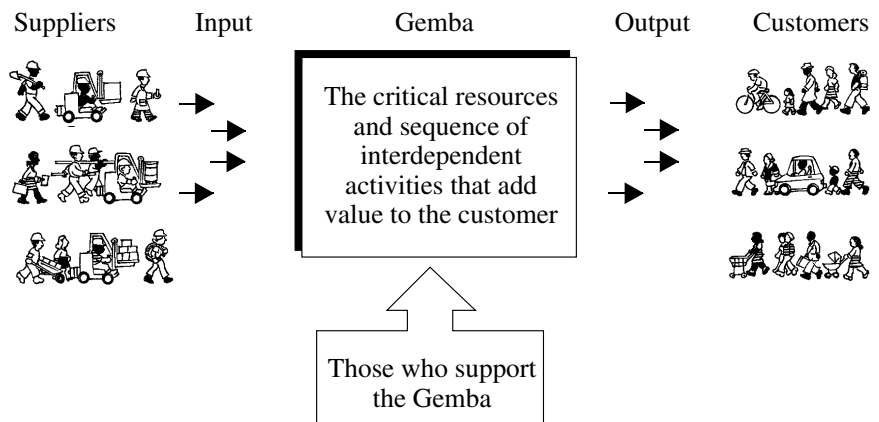 Suppliers Input Gemba Output Customers
The critical resources
and sequence of
interdependent
activities that add
value to the customer
Those who support
the Gemba